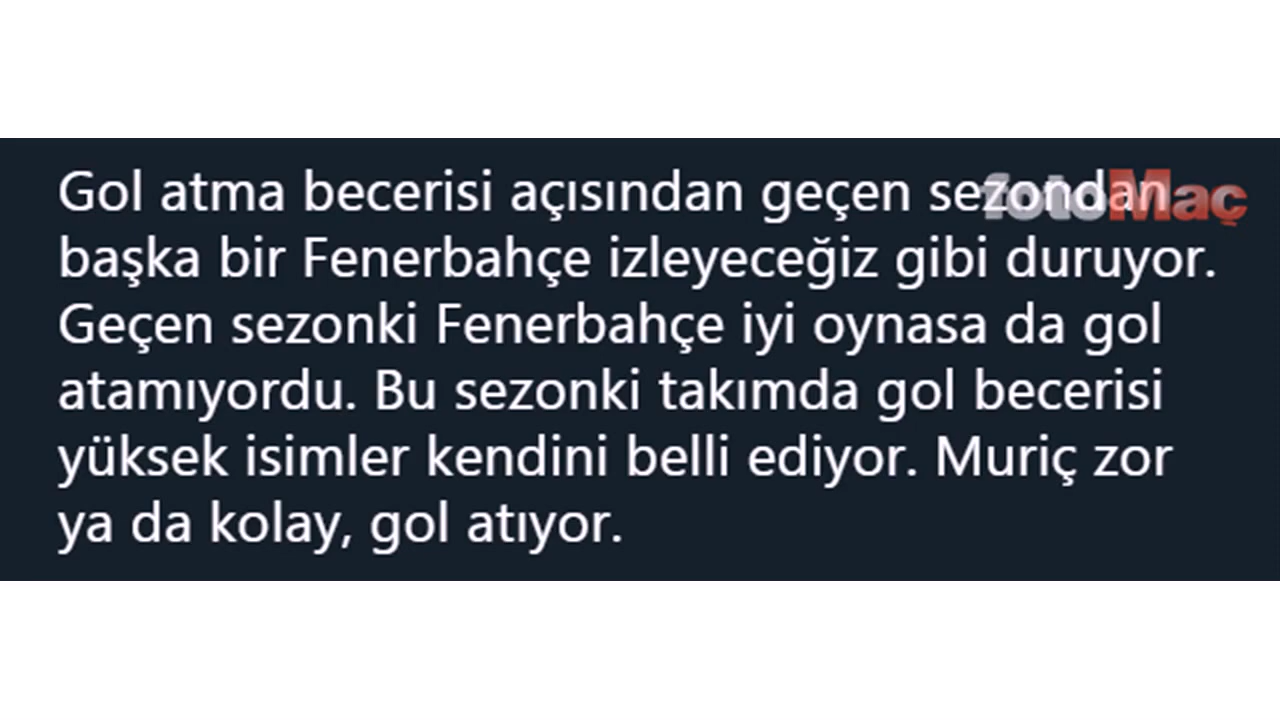 Gol atma becerisi açısından geçen sezondan
fotoMaç
başka bir Fenerbahçe izleyeceğiz gibi duruyor.
Geçen sezonki Fenerbahçe iyi oynasa da gol
atamıyordu. Bu sezonki takımda gol becerisi
yüksek isimler kendini belli ediyor. Muriç zor
ya da kolay, gol atıyor.